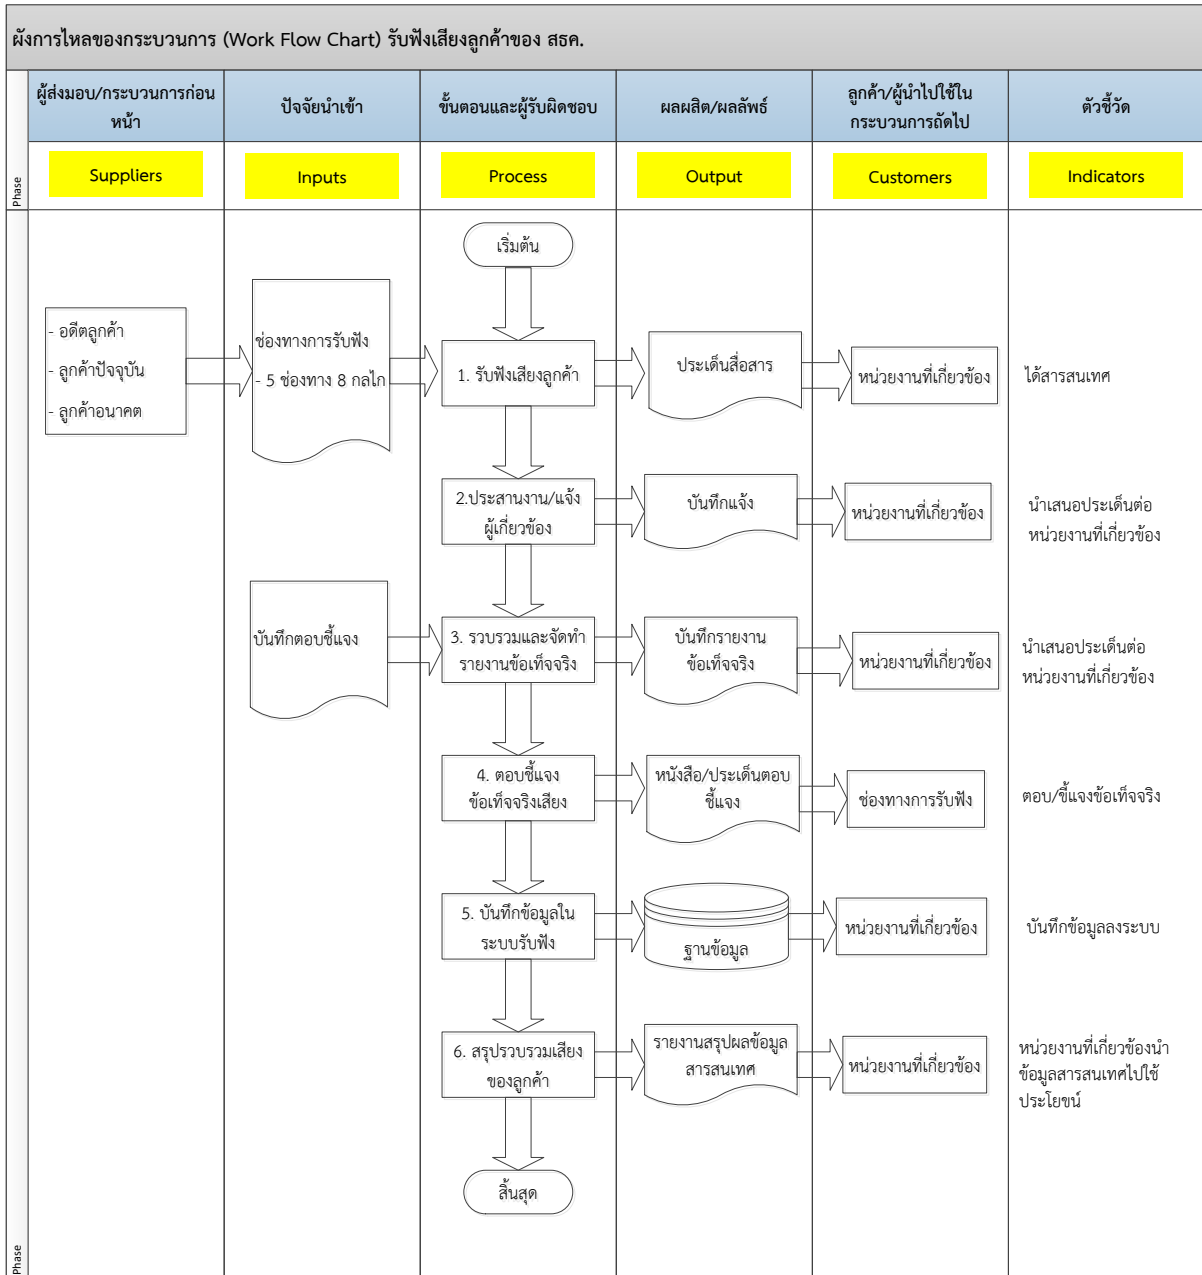 ผังการไหลของกระบวนการ (Work Flow Chart) รับฟังเสียงลูกค้าของ สธค.
Phase
ผู้ส่งมอบ/กระบวนการก่อน
หน้า
ปัจจัยนำเข้า
ขั้นตอนและผู้รับผิดชอบ
ผลผลิต/ผลลัพธ์
ลูกค้า/ผู้นำไปใช้ใน
กระบวนการถัดไป
ตัวชี้วัด
Suppliers
Inputs
Process
Output
Customers
Indicators
เริ่มต้น
- อดีตลูกค้า
- ลูกค้าปัจจุบัน
- ลูกค้าอนาคต
ช่องทางการรับฟัง
- 5 ช่องทาง 8 กลไก
1. รับฟังเสียงลูกค้า
ประเด็นสื่อสาร
หน่วยงานที่เกี่ยวข้อง
ได้สารสนเทศ
2.ประสานงาน/แจ้ง
ผู้เกี่ยวข้อง
บันทึกแจ้ง
หน่วยงานที่เกี่ยวข้อง
นำเสนอประเด็นต่อ
หน่วยงานที่เกี่ยวข้อง
บันทึกตอบชี้แจง
3. รวบรวมและจัดทำ
รายงานข้อเท็จจริง
บันทึกรายงาน
ข้อเท็จจริง
หน่วยงานที่เกี่ยวข้อง
นำเสนอประเด็นต่อ
หน่วยงานที่เกี่ยวข้อง
4. ตอบชี้แจง
ข้อเท็จจริงเสียง
หนังสือ/ประเด็นตอบ
ชี้แจง
ช่องทางการรับฟัง
ตอบ/ชี้แจงข้อเท็จจริง
5. บันทึกข้อมูลใน
ระบบรับฟัง
ฐานข้อมูล
หน่วยงานที่เกี่ยวข้อง
บันทึกข้อมูลลงระบบ
6. สรุปรวบรวมเสียง
ของลูกค้า
รายงานสรุปผลข้อมูล
สารสนเทศ
หน่วยงานที่เกี่ยวข้อง
หน่วยงานที่เกี่ยวข้องนำ
ข้อมูลสารสนเทศไปใช้
ประโยชน์
สิ้นสุด
Phase